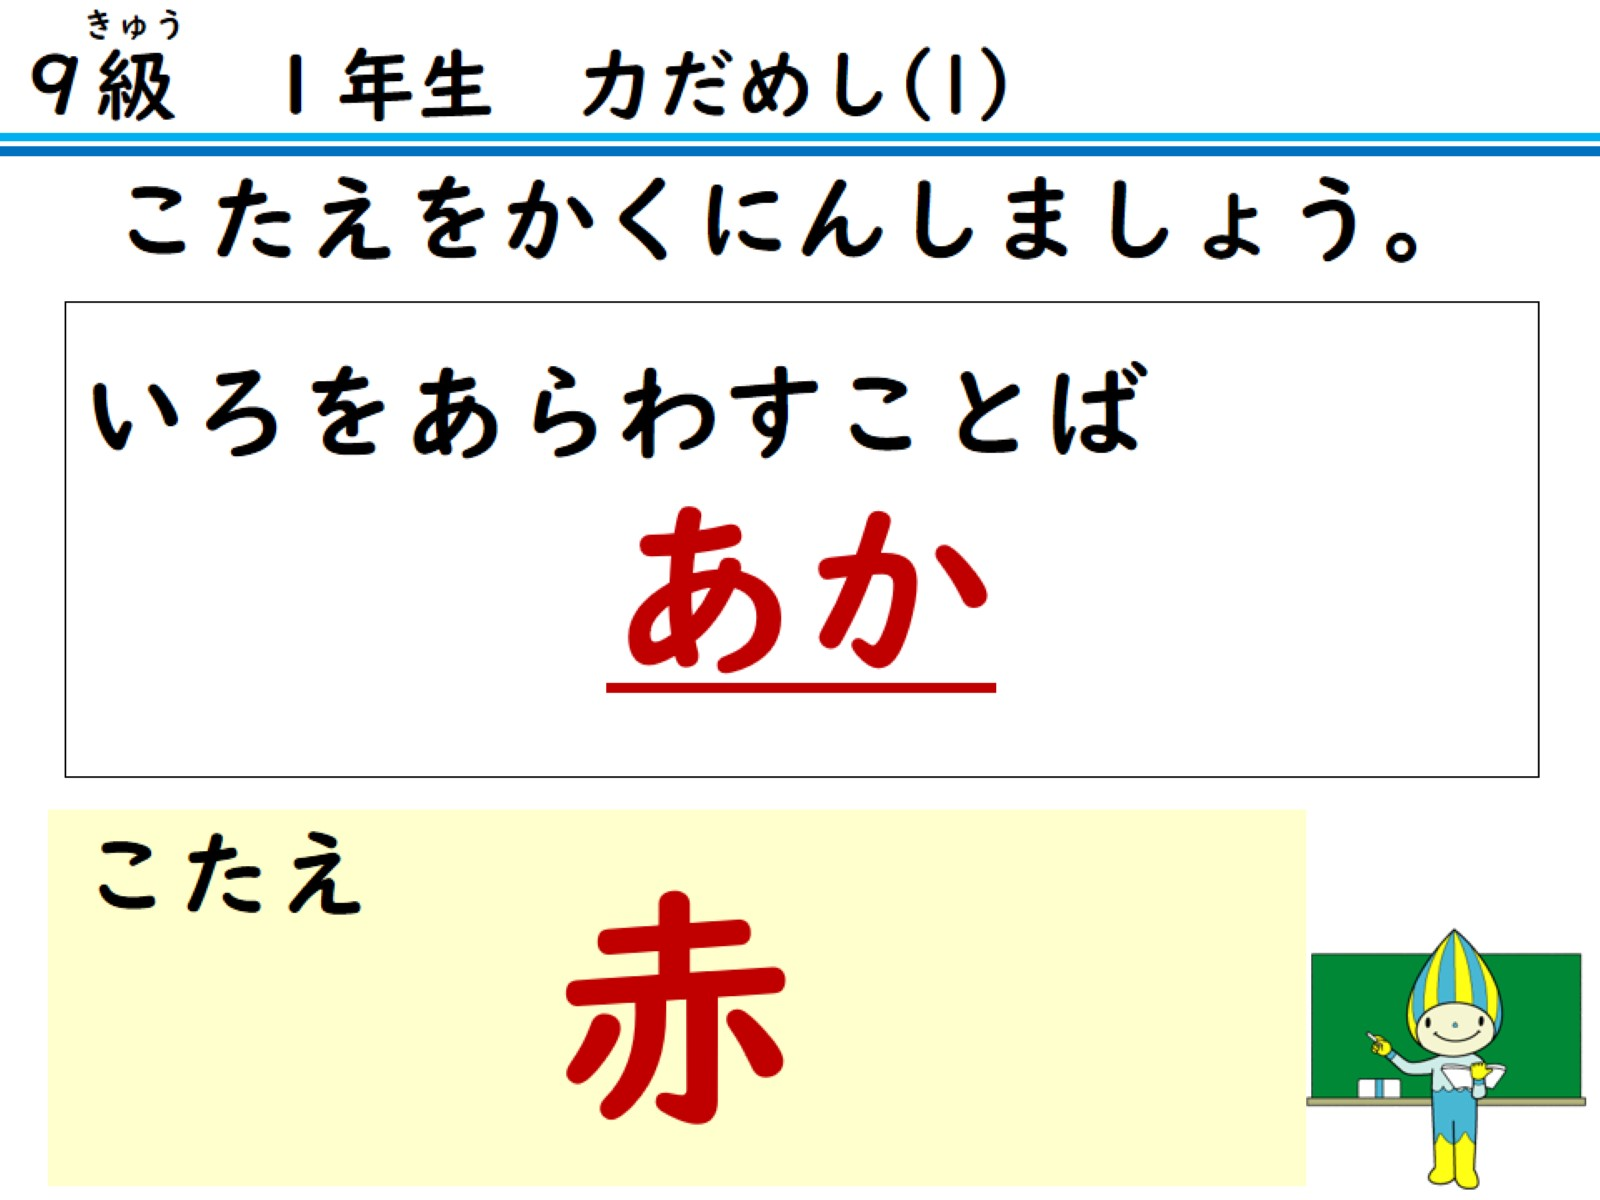 きゅう
9級　1年生　力だめし(1)
こたえをかくにんしましょう。
いろをあらわすことば
あか
こたえ
赤